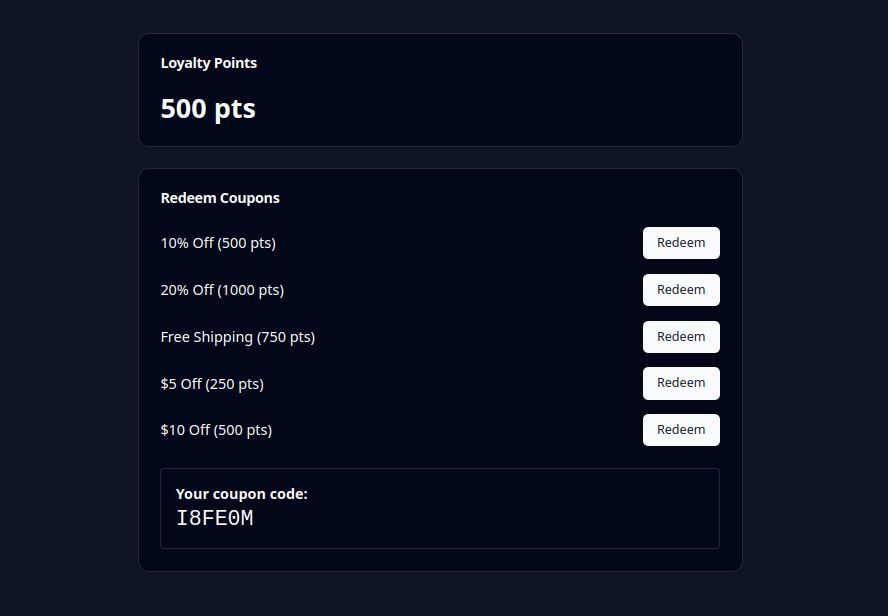 Loyalty Points
500 pts
Redeem Coupons
10% Off (500 pts)
Redeem
20% Off (1000 pts)
Redeem
Free Shipping (750 pts)
Redeem
$5 Off (250 pts)
Redeem
$10 Off (500 pts)
Redeem
Your coupon code:
I8FE0M